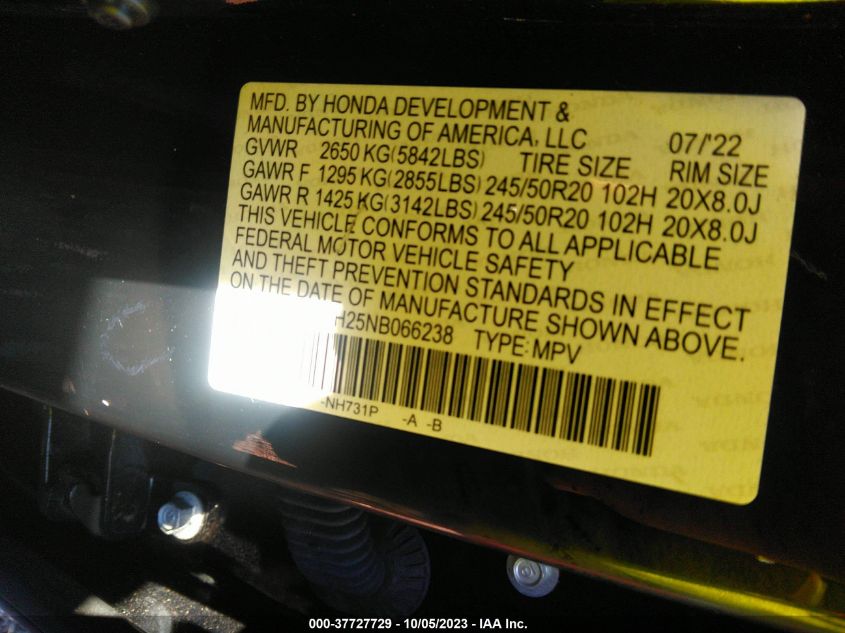 MFD. BY HONDA DEVELOPMENT &
MANUFACTURING OF AMERICA, LLC 07/'22
GVWR 2650 KG(5842LBS) TIRE SIZE RIM SIZE
GAWR F 1295 KG(2855LBS) 245/50R20 102H 20X8.0J
GAWR R 1425 KG(3142LBS) 245/50R20 102H 20X8.0J
THIS VEHICLE CONFORMS TO ALL APPLICABLE
FEDERAL MOTOR VEHICLE SAFETY
AND THEFT PREVENTION STANDARDS IN EFFECT
ON THE DATE OF MANUFACTURE SHOWN ABOVE.
H25NB066238 TYPE: MPV
-NH731P -A -B
000-37727729 - 10/05/2023 - IAA Inc.